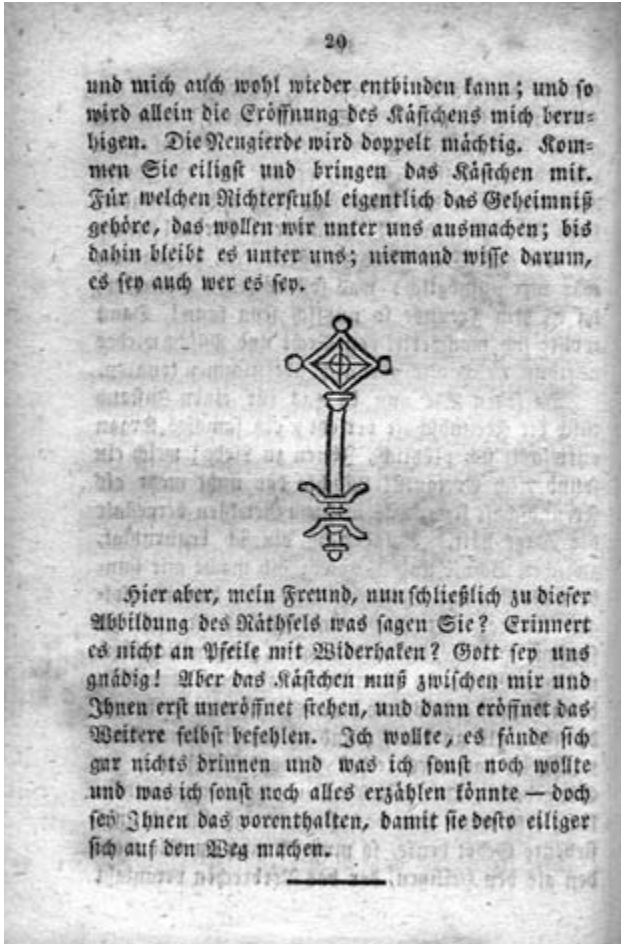 20
und mich auch wohl wieder entbinden kann; und so
wird allein die Eröffnung des Kästchens mich beru-
higen. Die Neugierde wird doppelt mächtig. Kom-
men Sie eiligst und bringen das Kästchen mit.
Für welchen Richterstuhl eigentlich das Geheimniß
gehöre, das wollen wir unter uns ausmachen; bis
dahin bleibt es unter uns; niemand wisse darum,
es sey auch wer es sey.
Hier aber, mein Freund, nun schließlich zu dieser
Abbildung des Räthsels was sagen Sie? Erinnert
es nicht an Pfeile mit Widerhaken? Gott sey uns
gnädig! Aber das Kästchen muß zwischen mir und
Ihnen erst uneröffnet stehen, und dann eröffnet das
Weitere selbst befehlen. Ich wollte, es fände sich
gar nichts drinnen und was ich sonst noch wollte
und was ich sonst noch alles erzählen könnte — doch
sey Ihnen das vorenthalten, damit sie desto eiliger
sich auf den Weg machen.